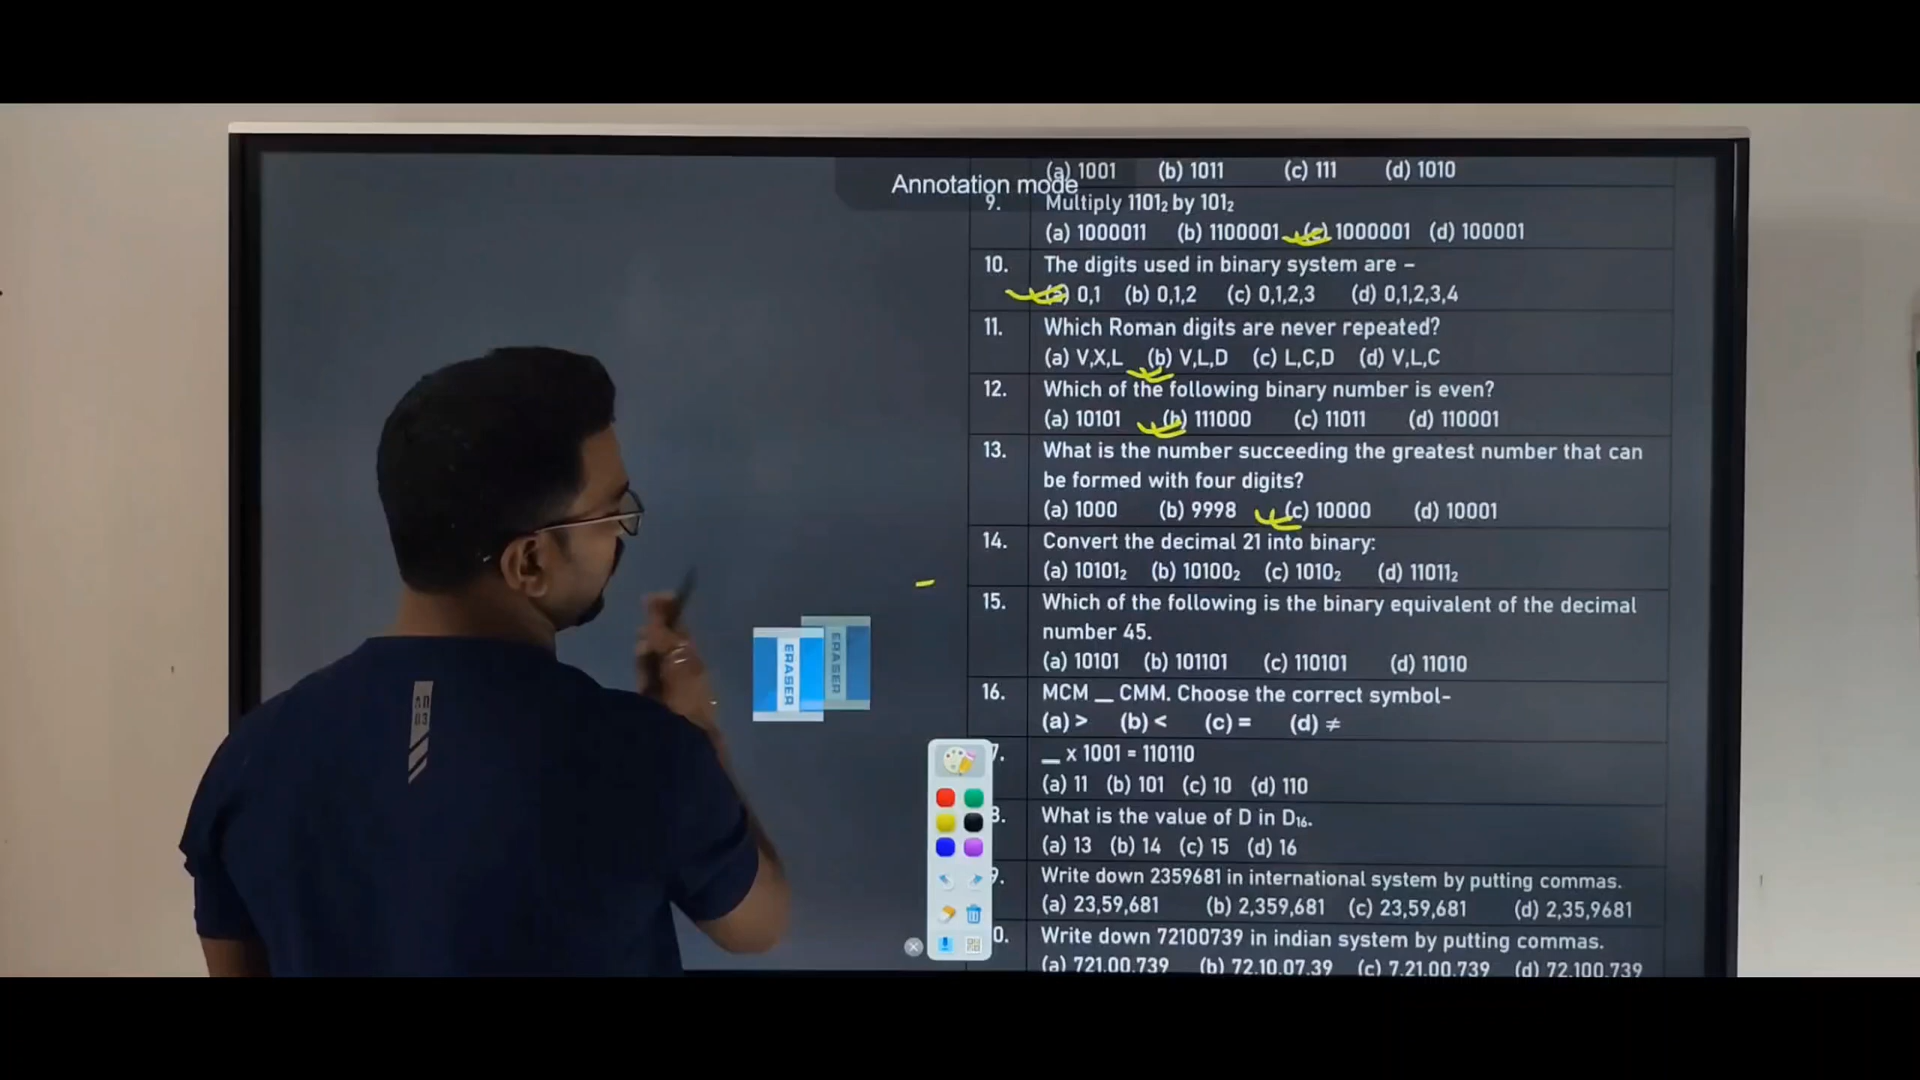 Annotation mode
(a) 1001 (b) 1011 (c) 111 (d) 1010
9. Multiply 1101₂ by 101₂
(a) 1000011 (b) 1100001 (c) 1000001 (d) 100001
10. The digits used in binary system are –
(a) 0,1 (b) 0,1,2 (c) 0,1,2,3 (d) 0,1,2,3,4
11. Which Roman digits are never repeated?
(a) V,X,L (b) V,L,D (c) L,C,D (d) V,L,C
12. Which of the following binary number is even?
(a) 10101 (b) 111000 (c) 11011 (d) 110001
13. What is the number succeeding the greatest number that can
be formed with four digits?
(a) 1000 (b) 9998 (c) 10000 (d) 10001
14. Convert the decimal 21 into binary:
(a) 10101₂ (b) 10100₂ (c) 1010₂ (d) 11011₂
15. Which of the following is the binary equivalent of the decimal
number 45.
(a) 10101 (b) 101101 (c) 110101 (d) 11010
16. MCM __ CMM. Choose the correct symbol-
(a) > (b) < (c) = (d) ≠
7. __ x 1001 = 110110
(a) 11 (b) 101 (c) 10 (d) 110
8. What is the value of D in D₁₆.
(a) 13 (b) 14 (c) 15 (d) 16
9. Write down 2359681 in international system by putting commas.
(a) 23,59,681 (b) 2,359,681 (c) 23,59,681 (d) 2,35,9681
0. Write down 72100739 in indian system by putting commas.
(a) 721,00,739 (b) 72,10,07,39 (c) 7,21,00,739 (d) 72,100,739
ERASER
ERASER